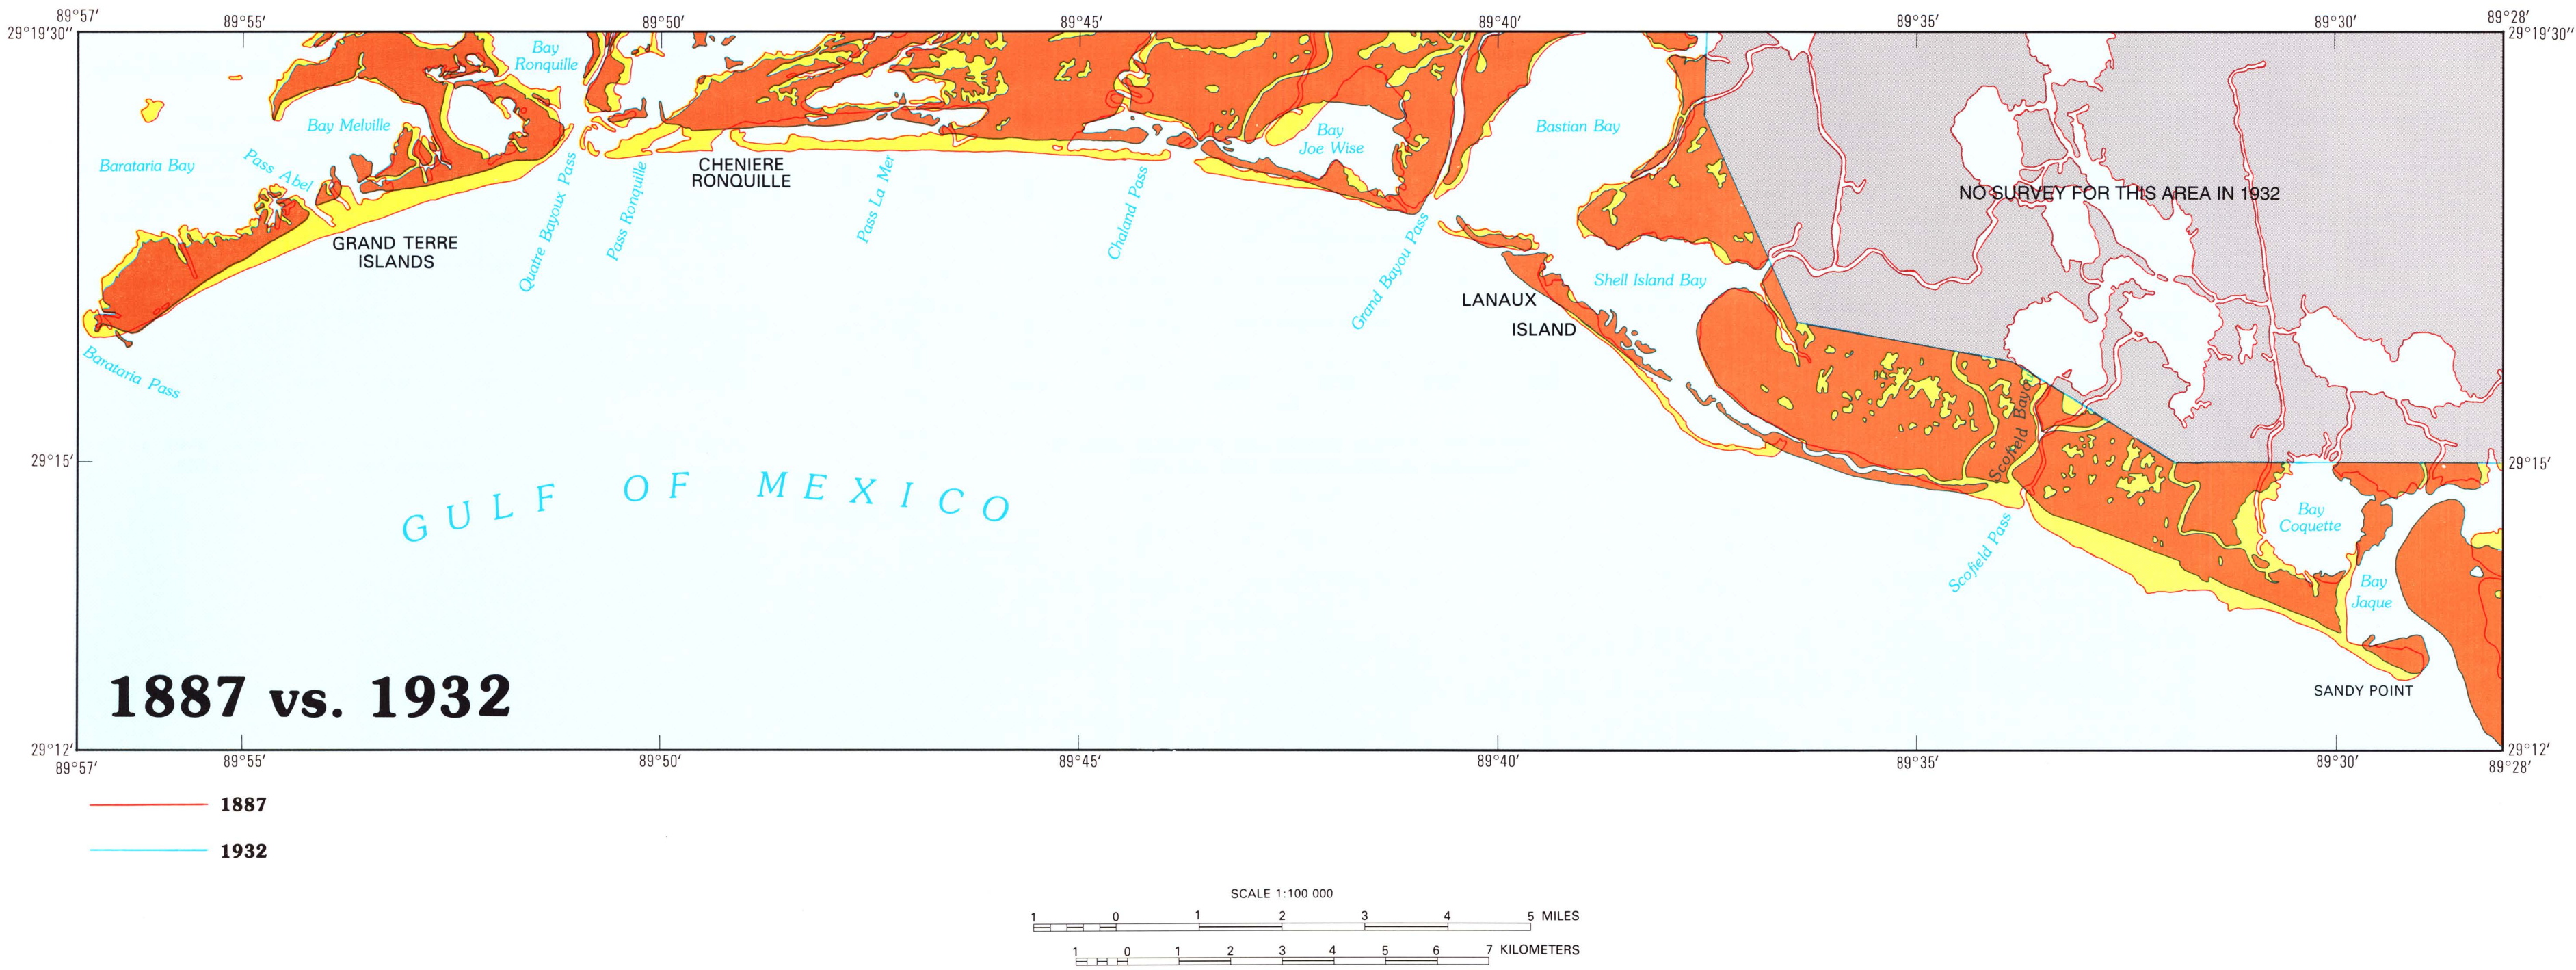 89°57′
89°55′
89°50′
89°45′
89°40′
89°35′
89°30′
89°28′
29°19′30″
29°19′30″
Bay
Ronquille
Bay Melville
Barataria Bay
Pass Abel
Bay
Joe Wise
Bastian Bay
CHENIERE
RONQUILLE
NO SURVEY FOR THIS AREA IN 1932
GRAND TERRE
ISLANDS
Quatre Bayoux Pass
Pass Ronquille
Pass La Mer
Chaland Pass
Grand Bayou Pass
Shell Island Bay
LANAUX
ISLAND
Barataria Pass
Scofield Bayou
29°15′
29°15′
GULF OF MEXICO
Bay
Coquette
Scofield Pass
Bay
Jaque
SANDY POINT
1887 vs. 1932
29°12′
29°12′
89°57′
89°55′
89°50′
89°45′
89°40′
89°35′
89°30′
89°28′
1887
1932
SCALE 1:100 000
1 0 1 2 3 4 5 MILES
1 0 1 2 3 4 5 6 7 KILOMETERS